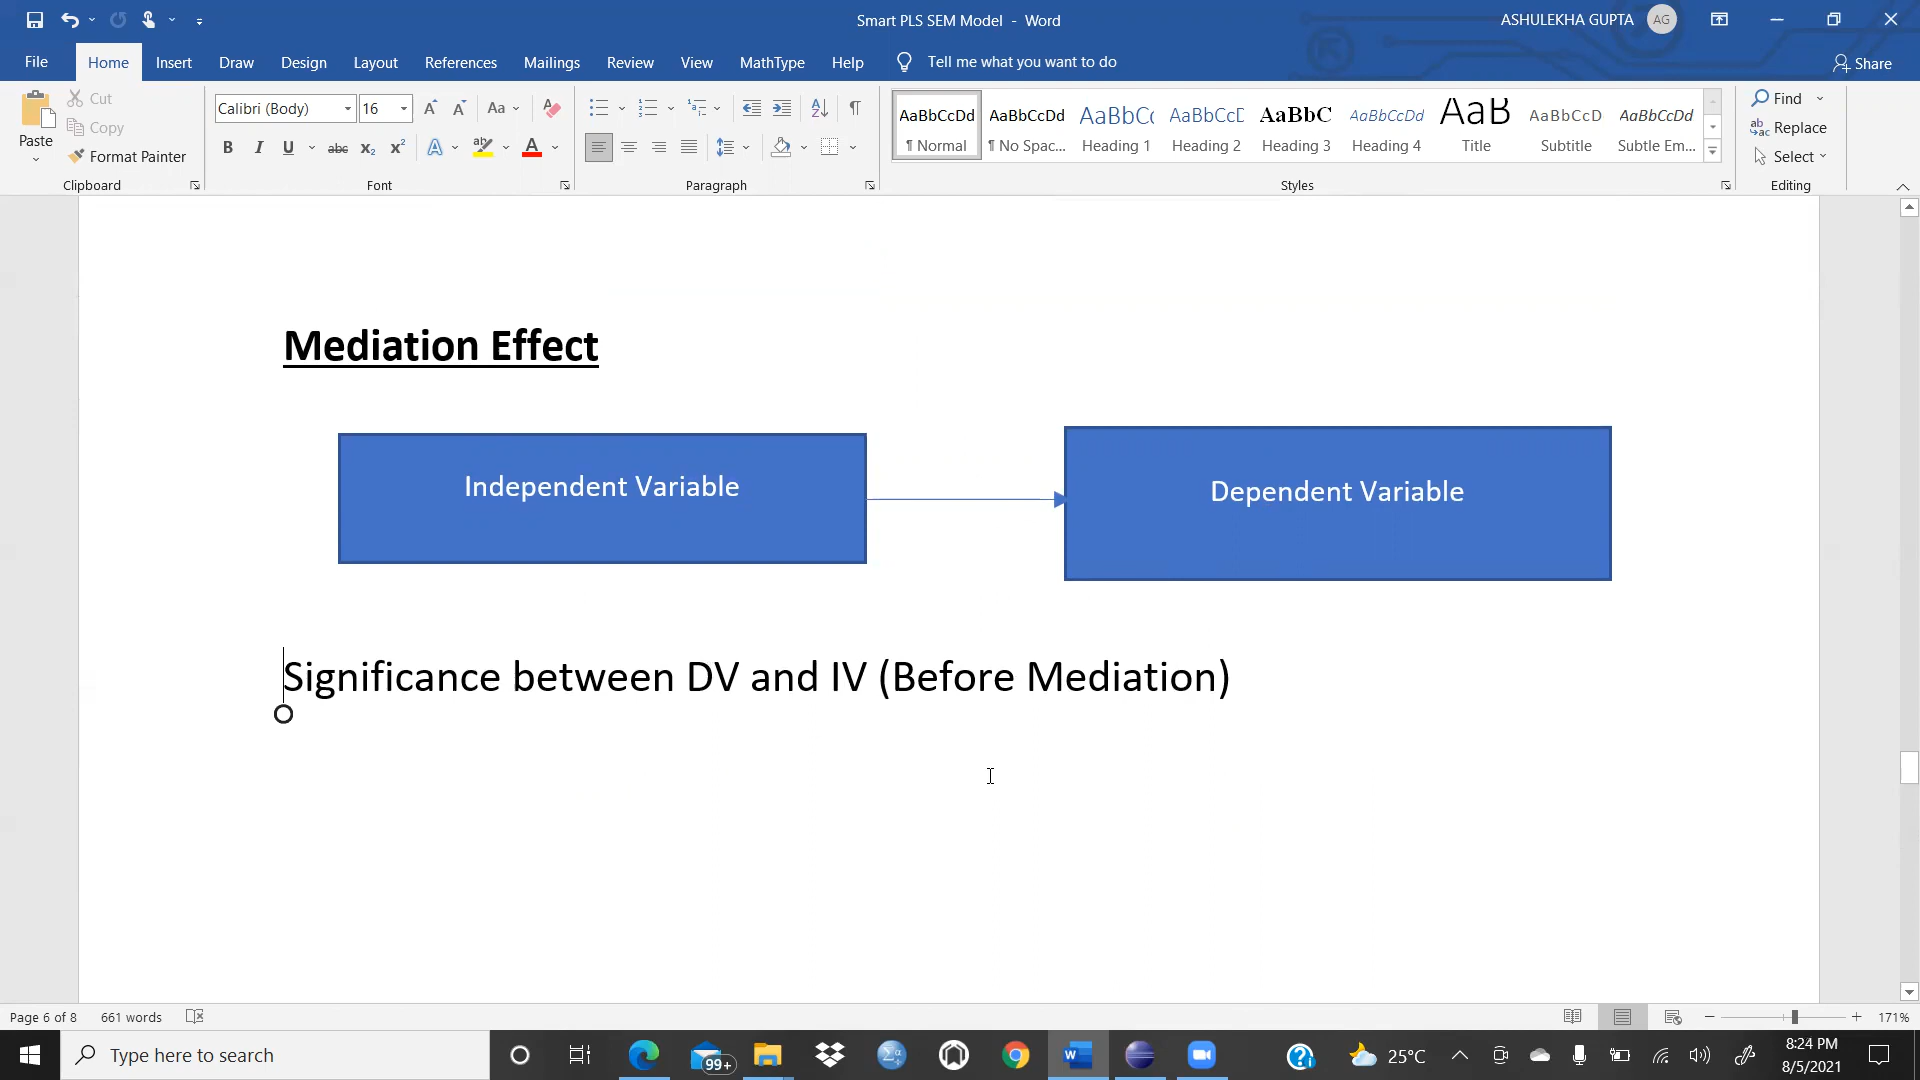 Smart PLS SEM Model - Word
ASHULEKHA GUPTA AG
File Home Insert Draw Design Layout References Mailings Review View MathType Help Tell me what you want to do Share
Paste
Cut
Copy
Format Painter
Clipboard
Calibri (Body) 16 Aa
B I U abc x₂ x² A A
Font
Paragraph
AaBbCcDd AaBbCcDd AaBbCc AaBbCcD AaBbC AaBbCcDd AaB AaBbCcD AaBbCcDd
¶ Normal ¶ No Spac... Heading 1 Heading 2 Heading 3 Heading 4 Title Subtitle Subtle Em...
Styles
Find
Replace
Select
Editing
Mediation Effect
Independent Variable
Dependent Variable
Significance between DV and IV (Before Mediation)
Page 6 of 8 661 words
171%
Type here to search
99+
25°C
8:24 PM
8/5/2021